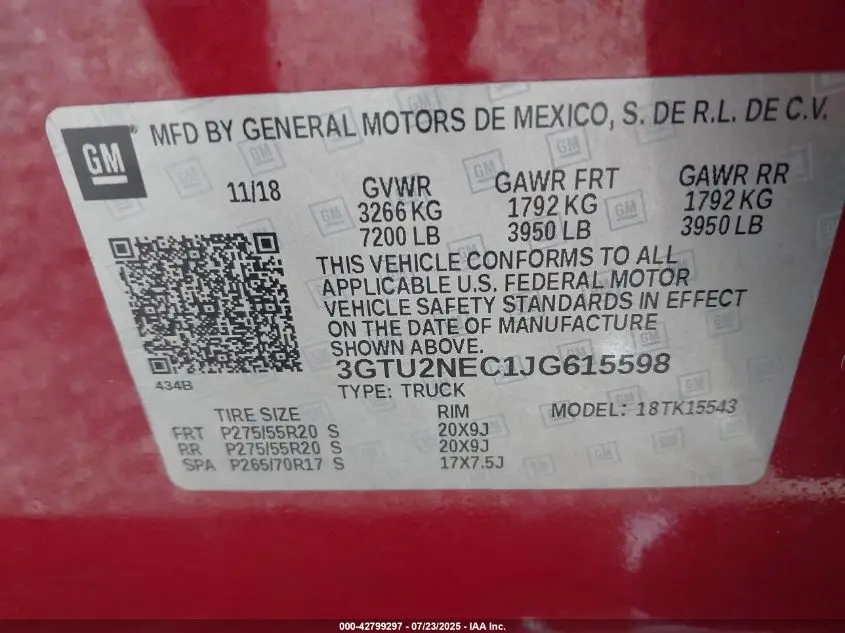 GM
MFD BY GENERAL MOTORS DE MEXICO, S. DE R.L. DE C.V.
11/18 GVWR GAWR FRT GAWR RR
3266 KG 1792 KG 1792 KG
7200 LB 3950 LB 3950 LB
THIS VEHICLE CONFORMS TO ALL
APPLICABLE U.S. FEDERAL MOTOR
VEHICLE SAFETY STANDARDS IN EFFECT
ON THE DATE OF MANUFACTURE
SHOWN ABOVE.
3GTU2NEC1JG615598
434B
TYPE: TRUCK
TIRE SIZE RIM MODEL: 18TK15543
FRT P275/55R20 S 20X9J
RR P275/55R20 S 20X9J
SPA P265/70R17 S 17X7.5J
000-42799297 - 07/23/2025 - IAA Inc.